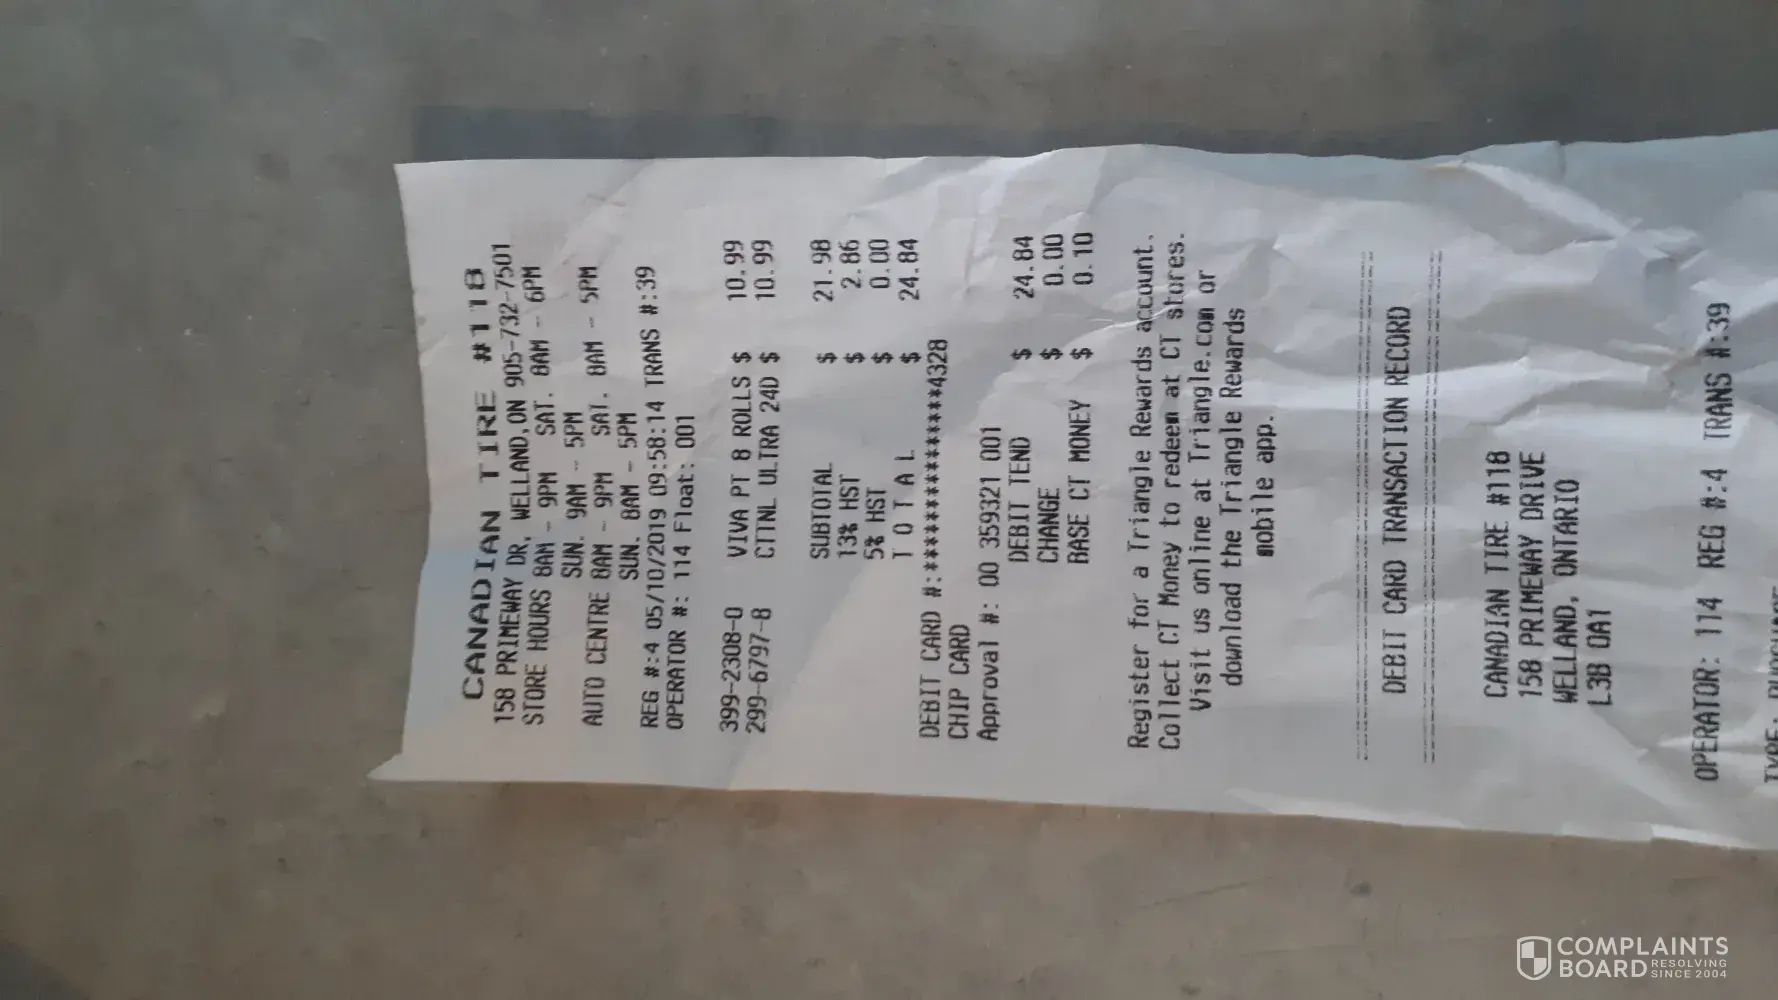 CANADIAN TIRE #118
158 PRIMEWAY DR, WELLAND,ON 905-732-7501
STORE HOURS 8AM - 9PM SAT. 8AM - 6PM
SUN. 9AM - 5PM
AUTO CENTRE 8AM - 9PM SAT. 8AM - 5PM
SUN. 8AM - 5PM
REG #:4 05/10/2019 09:58:14 TRANS #:39
OPERATOR #: 114 Float: 001
399-2308-0 VIVA PT 8 ROLLS $ 10.99
299-6797-8 CTTNL ULTRA 24D $ 10.99
SUBTOTAL $ 21.98
13% HST $ 2.86
5% HST $ 0.00
T O T A L $ 24.84
DEBIT CARD #:****************4328
CHIP CARD
Approval #: 00 359321 001
DEBIT TEND $ 24.84
CHANGE $ 0.00
BASE CT MONEY $ 0.10
Register for a Triangle Rewards account.
Collect CT Money to redeem at CT stores.
Visit us online at Triangle.com or
download the Triangle Rewards
mobile app.
DEBIT CARD TRANSACTION RECORD
CANADIAN TIRE #118
158 PRIMEWAY DRIVE
WELLAND, ONTARIO
L3B 0A1
OPERATOR: 114 REG #:4 TRANS #:39
TYPE: PURCHASE
COMPLAINTS
BOARD RESOLVING
SINCE 2004